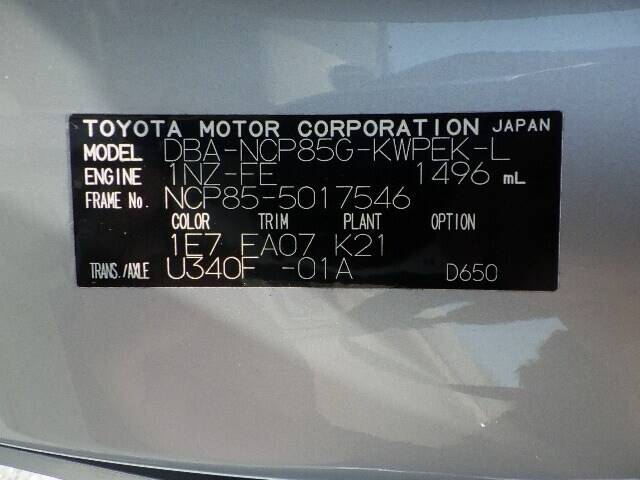 TOYOTA MOTOR CORPORATION JAPAN
MODEL DBA-NCP85G-KWPEK-L
ENGINE 1NZ-FE 1496 mL
FRAME No. NCP85-5017546
COLOR TRIM PLANT OPTION
1E7 FA07 K21
TRANS./AXLE U340F -01A D650